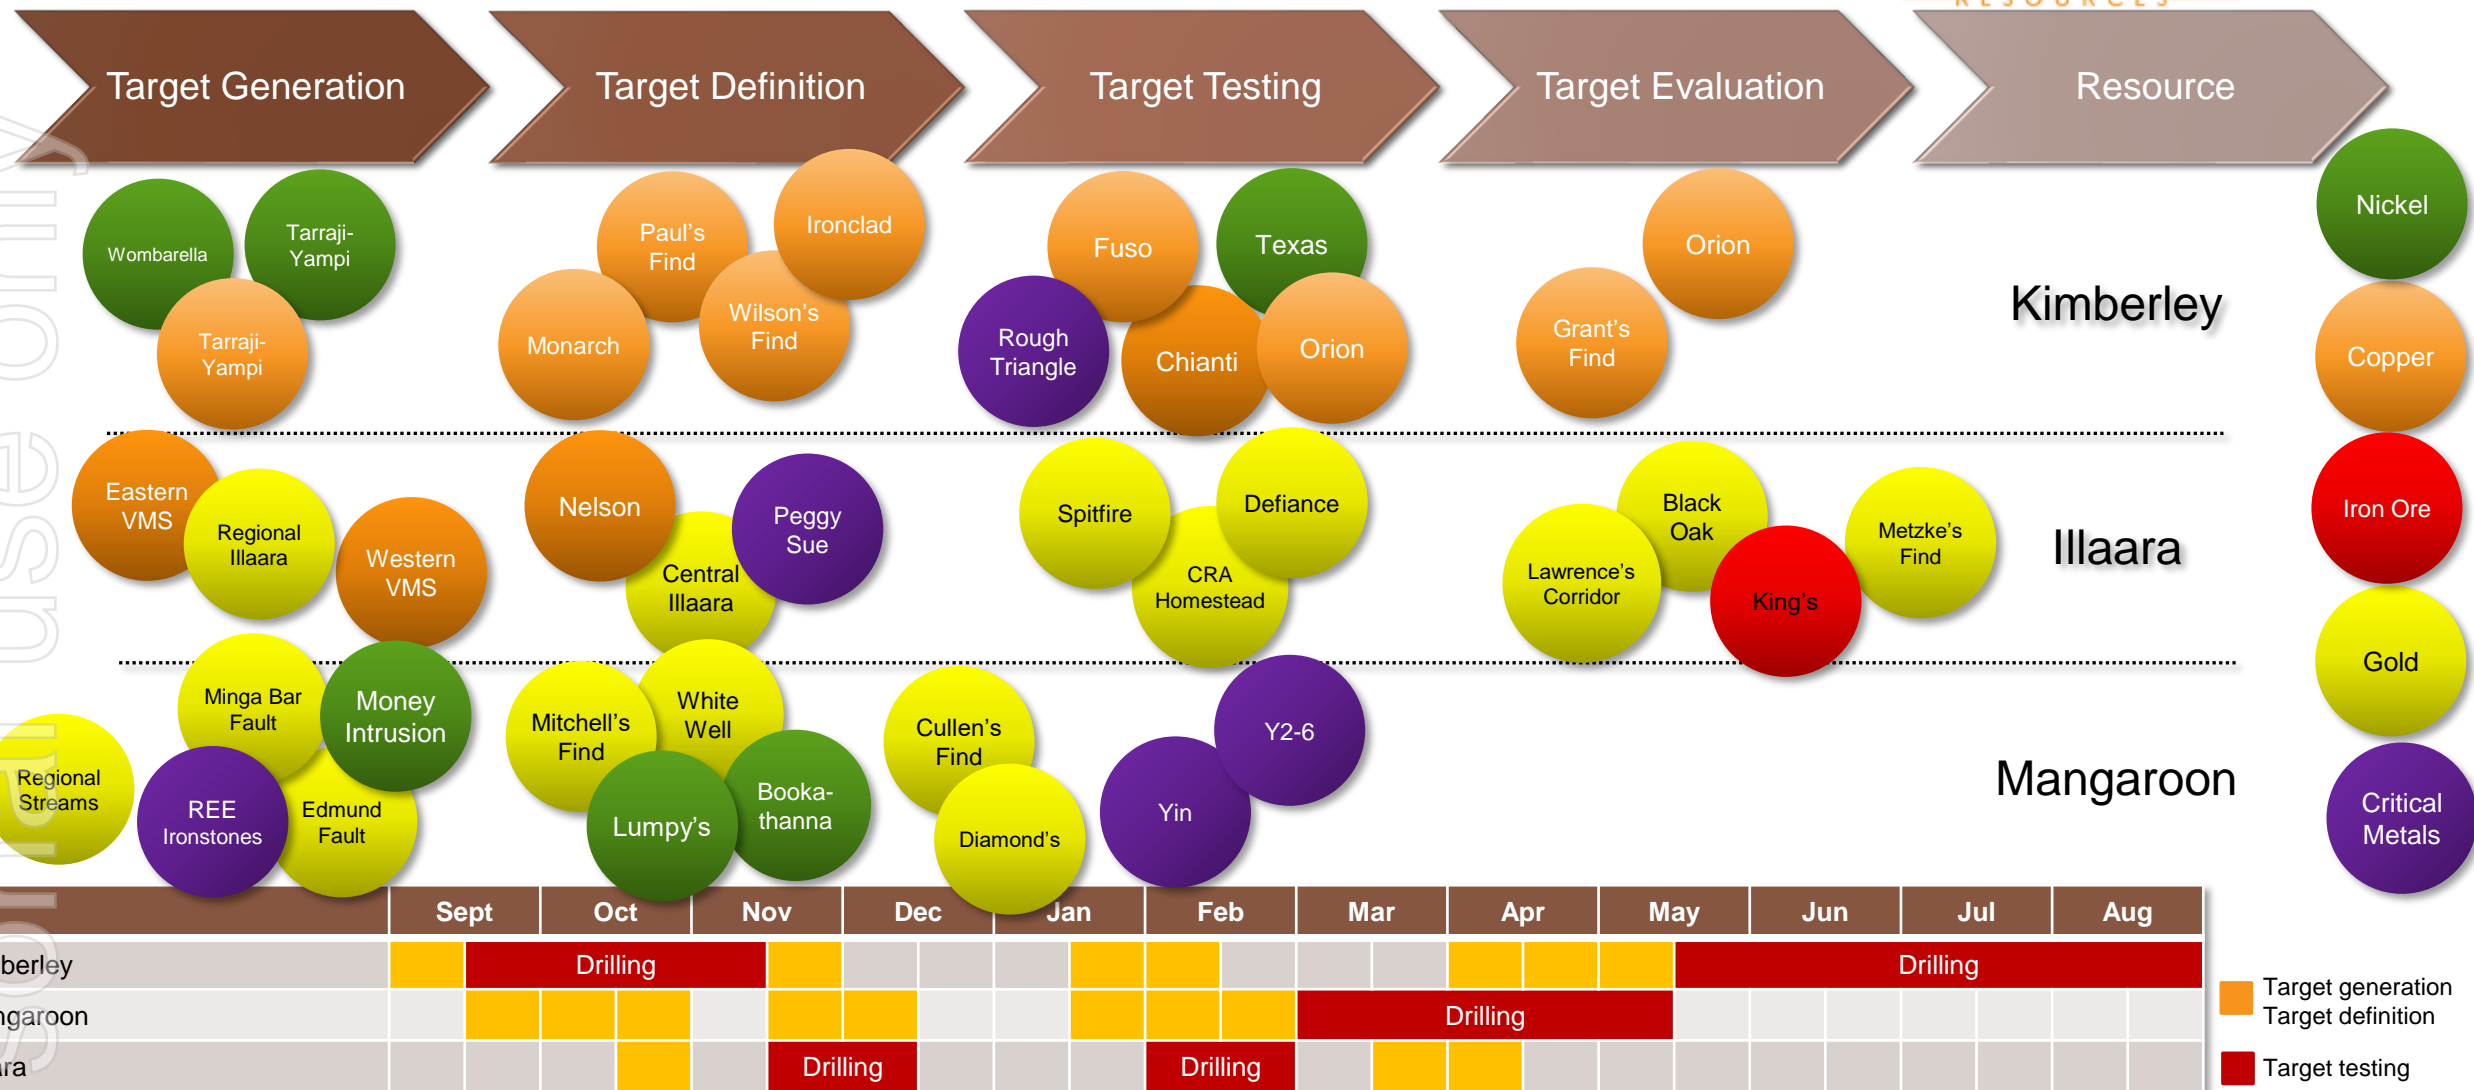 RESOURCES
Target Generation
Target Definition
Target Testing
Target Evaluation
Resource
Wombarella
Tarraji-
Yampi
Tarraji-
Yampi
Paul's
Find
Ironclad
Monarch
Wilson's
Find
Fuso
Texas
Rough
Triangle
Chianti
Orion
Orion
Grant's
Find
Kimberley
Nickel
Copper
Iron Ore
Gold
Critical
Metals
Eastern
VMS
Regional
Illaara
Western
VMS
Nelson
Central
Illaara
Peggy
Sue
Spitfire
Defiance
CRA
Homestead
Lawrence's
Corridor
Black
Oak
King's
Metzke's
Find
Illaara
Regional
Streams
Minga Bar
Fault
Money
Intrusion
REE
Ironstones
Edmund
Fault
Mitchell's
Find
White
Well
Lumpy's
Booka-
thanna
Cullen's
Find
Diamond's
Yin
Y2-6
Mangaroon
Sept Oct Nov Dec Jan Feb Mar Apr May Jun Jul Aug
berley Drilling Drilling
ngaroon Drilling
ara Drilling Drilling
Target generation
Target definition
Target testing
sonal use only